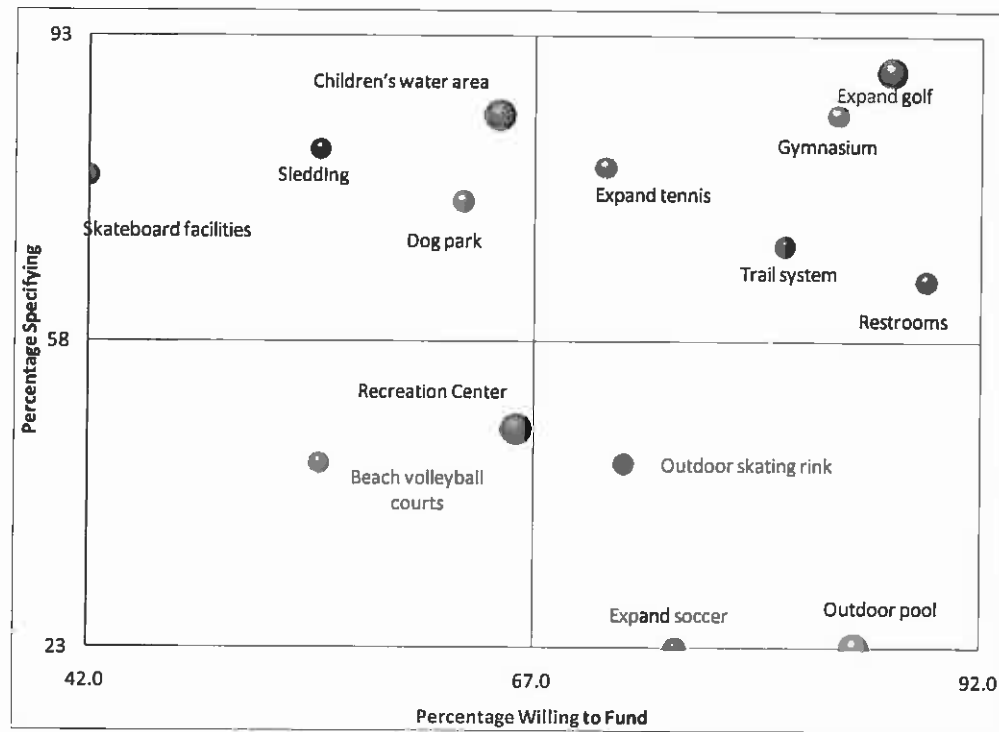 93
Children's water area
Expand golf
Gymnasium
Sledding
Expand tennis
Skateboard facilities
Dog park
Trail system
Restrooms
Percentage Specifying
58
Recreation Center
Outdoor skating rink
Beach volleyball
courts
Expand soccer
Outdoor pool
23
42.0
67.0
92.0
Percentage Willing to Fund